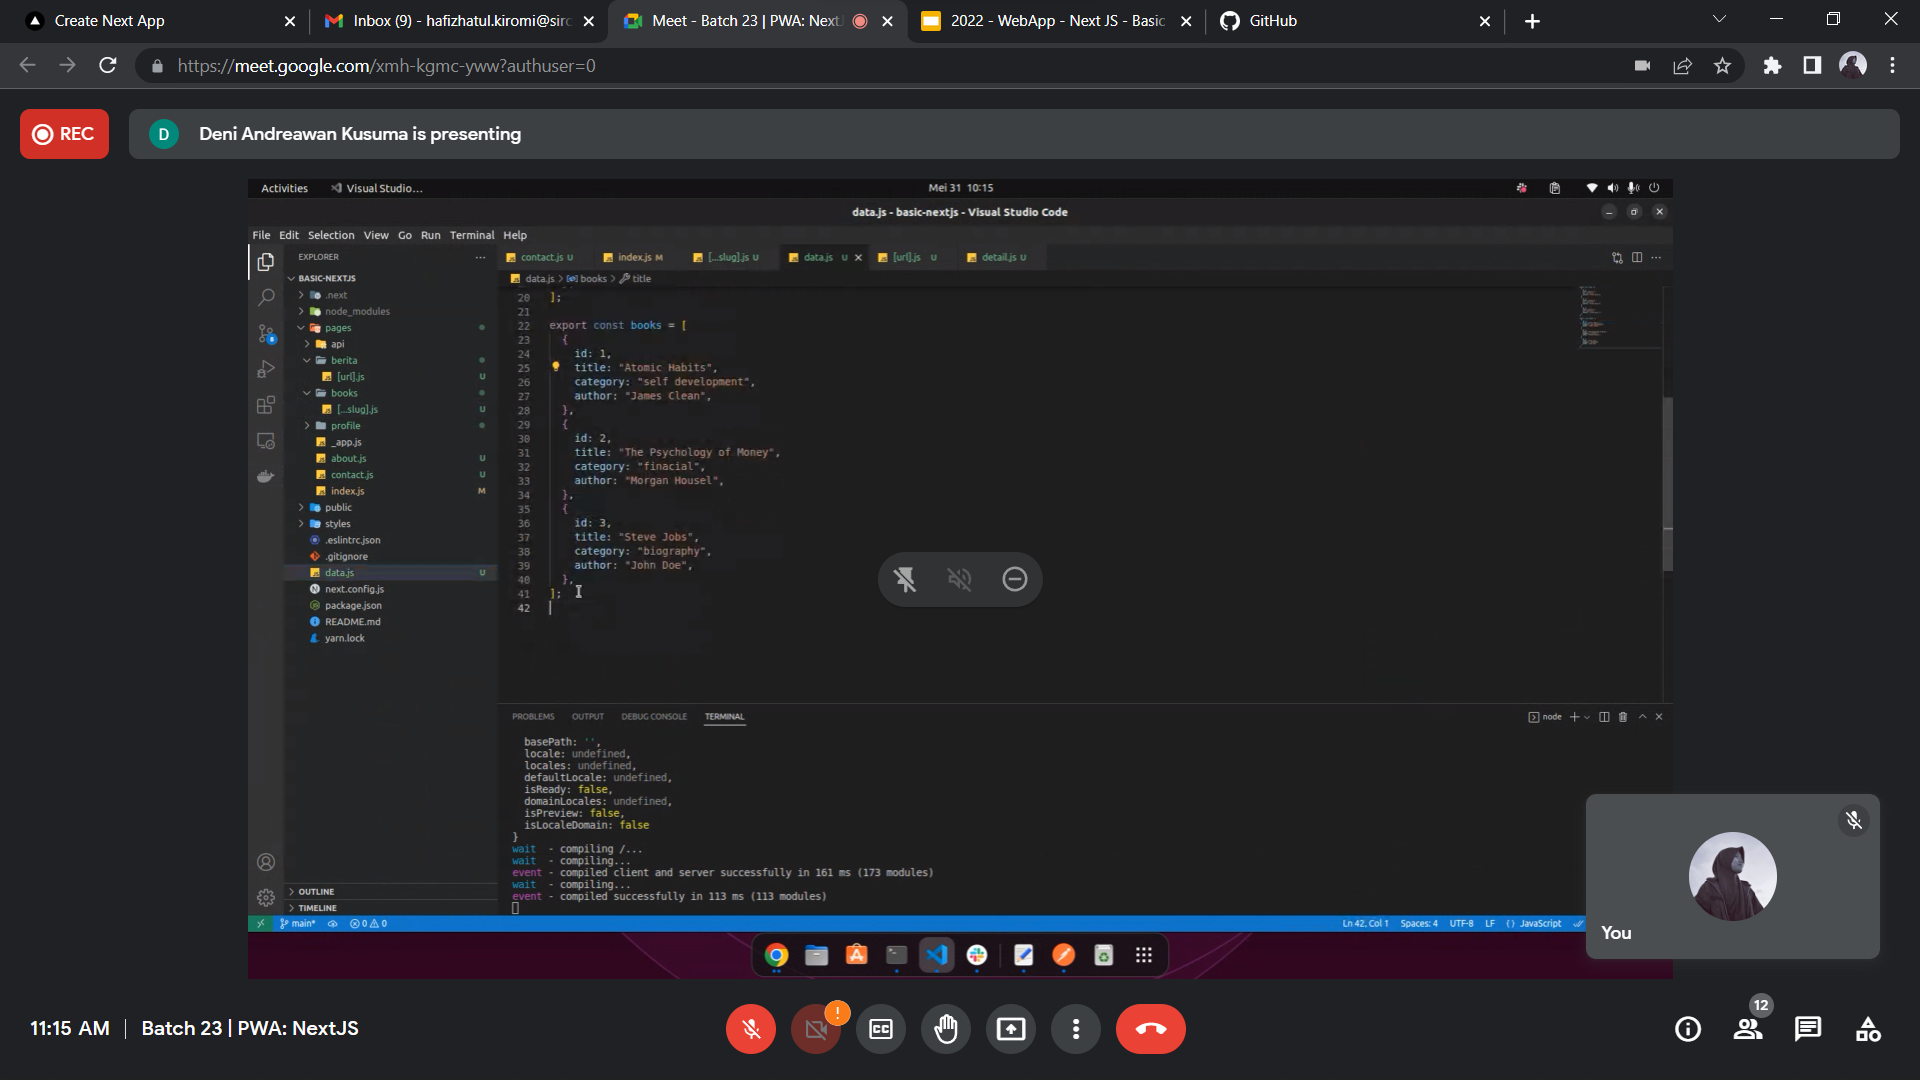 Create Next App
Inbox (9) - hafizhatul.kiromi@sirc
Meet - Batch 23 | PWA: Next
2022 - WebApp - Next JS - Basic
GitHub
https://meet.google.com/xmh-kgmc-yww?authuser=0
REC
D
Deni Andreawan Kusuma is presenting
Activities
Visual Studio...
Mei 31 10:15
data.js - basic-nextjs - Visual Studio Code
File Edit Selection View Go Run Terminal Help
EXPLORER
contact.js U
index.js M
[...slug].js U
data.js U
[url].js U
detail.js U
BASIC-NEXTJS
data.js > books > title
.next
node_modules
pages
api
berita
[url].js U
books
[...slug].js U
profile
_app.js
about.js U
contact.js U
index.js M
public
styles
.eslintrc.json
.gitignore
data.js U
next.config.js
package.json
README.md
yarn.lock
20 ];
21
22 export const books = [
23 {
24 id: 1,
25 title: "Atomic Habits",
26 category: "self development",
27 author: "James Clean",
28 },
29 {
30 id: 2,
31 title: "The Psychology of Money",
32 category: "finacial",
33 author: "Morgan Housel",
34 },
35 {
36 id: 3,
37 title: "Steve Jobs",
38 category: "biography",
39 author: "John Doe",
40 },
41 ];
42
PROBLEMS OUTPUT DEBUG CONSOLE TERMINAL
node
basePath: '',
locale: undefined,
locales: undefined,
defaultLocale: undefined,
isReady: false,
domainLocales: undefined,
isPreview: false,
isLocaleDomain: false
}
wait - compiling /...
wait - compiling...
event - compiled client and server successfully in 161 ms (173 modules)
wait - compiling...
event - compiled successfully in 113 ms (113 modules)
OUTLINE
TIMELINE
main* 0 0
Ln 42, Col 1 Spaces: 4 UTF-8 LF {} JavaScript
You
11:15 AM | Batch 23 | PWA: NextJS
12